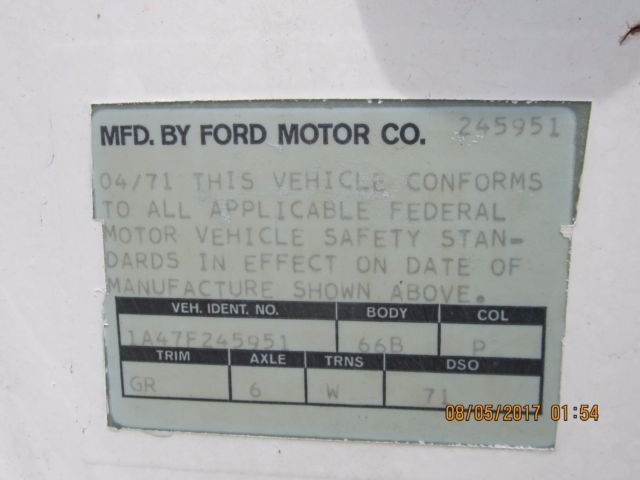 MFD. BY FORD MOTOR CO. 245951
04/71 THIS VEHICLE CONFORMS
TO ALL APPLICABLE FEDERAL
MOTOR VEHICLE SAFETY STAN-
DARDS IN EFFECT ON DATE OF
MANUFACTURE SHOWN ABOVE.
VEH. IDENT. NO. BODY COL
1A47F245951 66B P
TRIM AXLE TRNS DSO
GR 6 W 71
08/05/2017 01:54